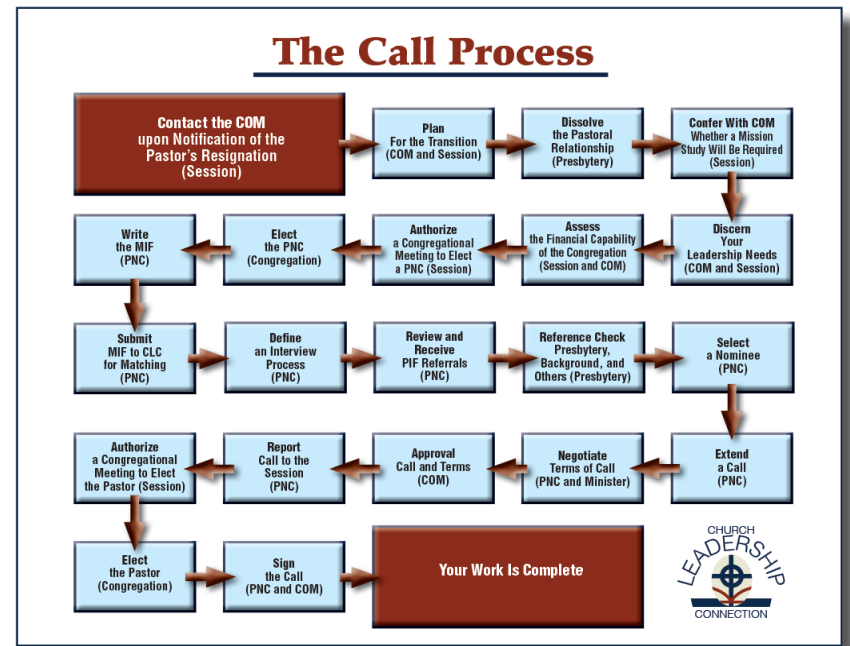 The Call Process
Contact the COM
upon Notification of the
Pastor's Resignation
(Session)
Plan
For the Transition
(COM and Session)
Dissolve
the Pastoral
Relationship
(Presbytery)
Confer With COM
Whether a Mission
Study Will Be Required
(Session)
Discern
Your
Leadership Needs
(COM and Session)
Assess
the Financial Capability
of the Congregation
(Session and COM)
Authorize
a Congregational
Meeting to Elect
a PNC (Session)
Elect
the PNC
(Congregation)
Write
the MIF
(PNC)
Submit
MIF to CLC
for Matching
(PNC)
Define
an Interview
Process
(PNC)
Review and
Receive
PIF Referrals
(PNC)
Reference Check
Presbytery,
Background, and
Others (Presbytery)
Select
a Nominee
(PNC)
Extend
a Call
(PNC)
Negotiate
Terms of Call
(PNC and Minister)
Approval
Call and Terms
(COM)
Report
Call to the
Session
(PNC)
Authorize
a Congregational
Meeting to Elect
the Pastor (Session)
Elect
the Pastor
(Congregation)
Sign
the Call
(PNC and COM)
Your Work Is Complete
CHURCH
LEADERSHIP
CONNECTION